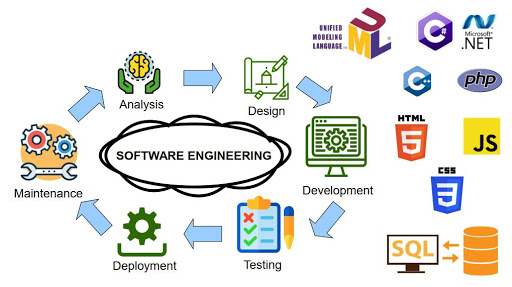 UNIFIED
MODELING
LANGUAGE™
UML
C#
Microsoft®
.NET
Analysis
Design
C++
php
HTML
5
JS
SOFTWARE ENGINEERING
Maintenance
Development
CSS
3
Deployment
Testing
SQL